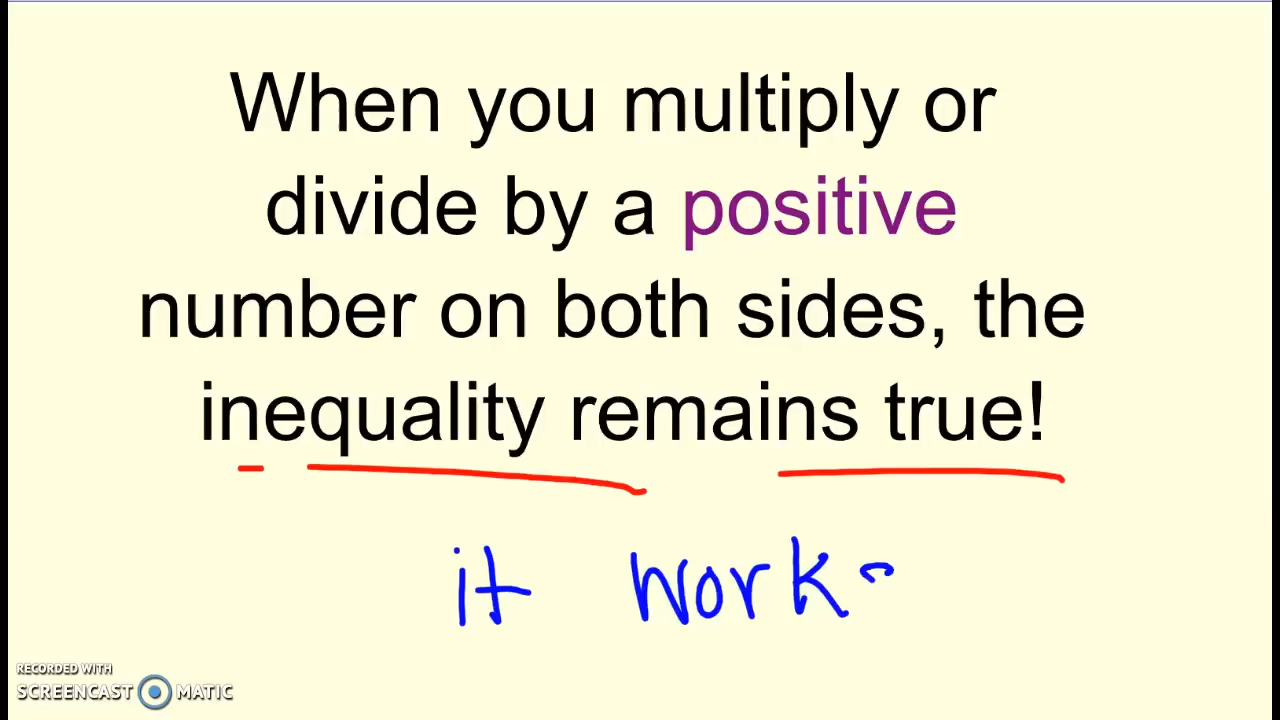 When you multiply or
divide by a positive
number on both sides, the
inequality remains true!
it work
RECORDED WITH
SCREENCAST MATIC